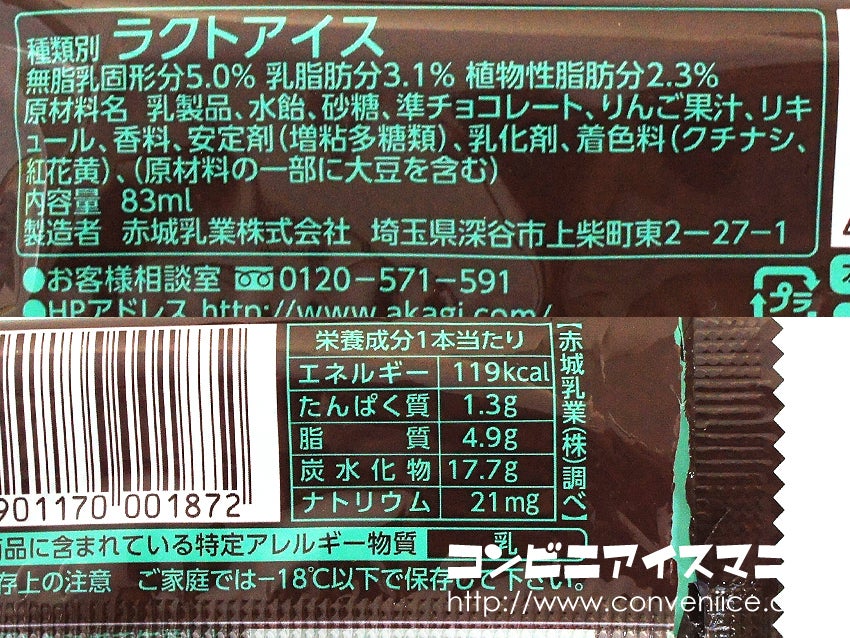 種類別 ラクトアイス
無脂乳固形分5.0% 乳脂肪分3.1% 植物性脂肪分2.3%
原材料名 乳製品、水飴、砂糖、準チョコレート、りんご果汁、リキ
ュール、香料、安定剤(増粘多糖類)、乳化剤、着色料(クチナシ、
紅花黄)、(原材料の一部に大豆を含む)
内容量 83ml
製造者 赤城乳業株式会社 埼玉県深谷市上柴町東2-27-1
●お客様相談室 0120-571-591
●HPアドレス http://www.akagi.com/
プラ
栄養成分1本当たり
エネルギー 119kcal
たんぱく質 1.3g
脂 質 4.9g
炭水化物 17.7g
ナトリウム 21mg
【赤城乳業(株)調べ】
901170 001872
品に含まれている特定アレルギー物質 乳
存上の注意 ご家庭では-18℃以下で保存して下さい。
コンビニアイスマニ
http://www.conveniice.c